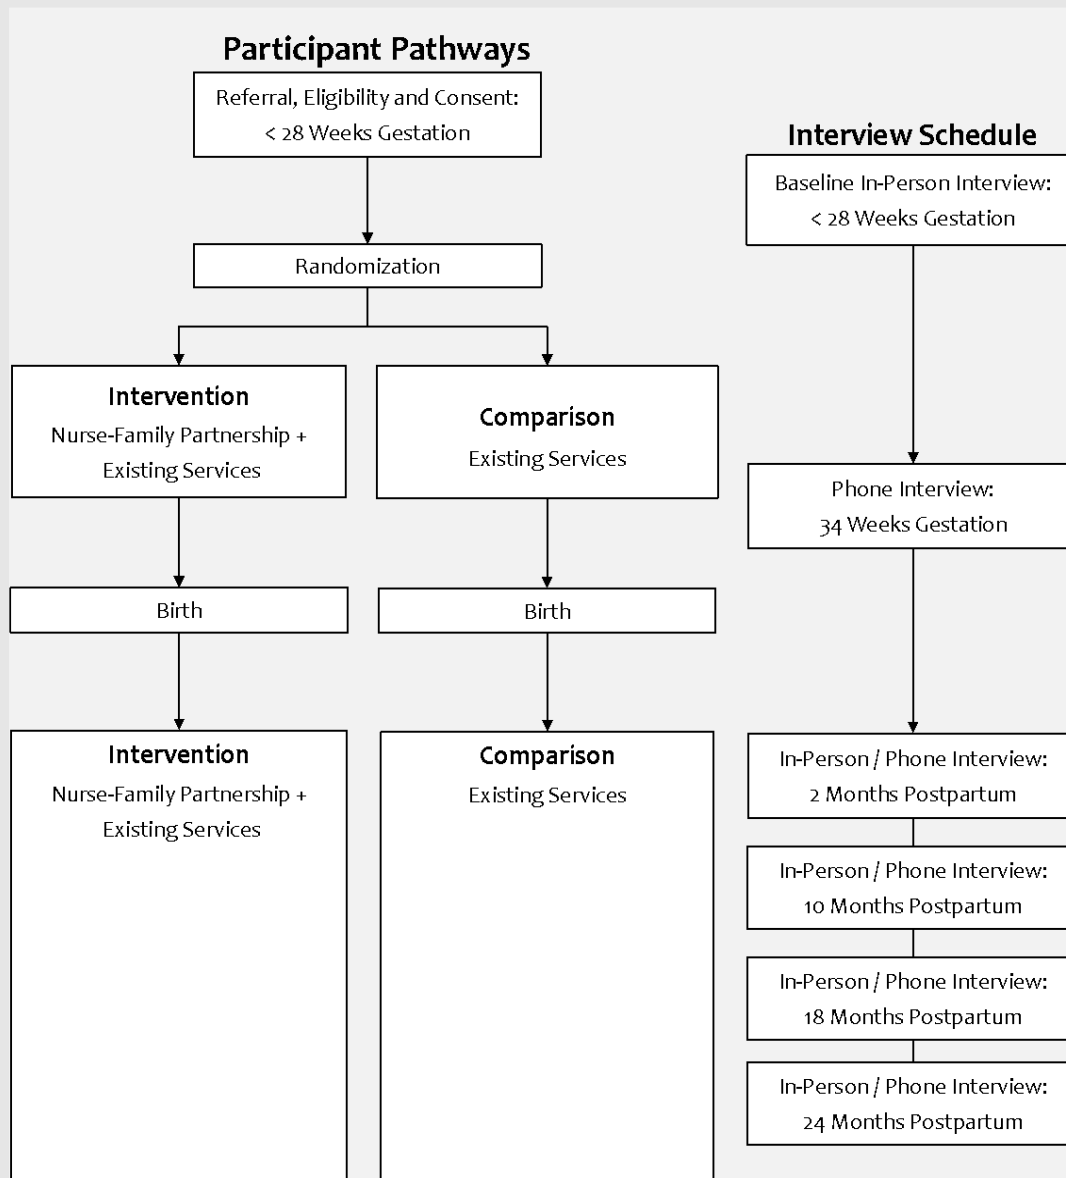 Participant Pathways
Referral, Eligibility and Consent:
< 28 Weeks Gestation
Randomization
Intervention
Nurse-Family Partnership +
Existing Services
Comparison
Existing Services
Birth
Birth
Intervention
Nurse-Family Partnership +
Existing Services
Comparison
Existing Services
Interview Schedule
Baseline In-Person Interview:
< 28 Weeks Gestation
Phone Interview:
34 Weeks Gestation
In-Person / Phone Interview:
2 Months Postpartum
In-Person / Phone Interview:
10 Months Postpartum
In-Person / Phone Interview:
18 Months Postpartum
In-Person / Phone Interview:
24 Months Postpartum